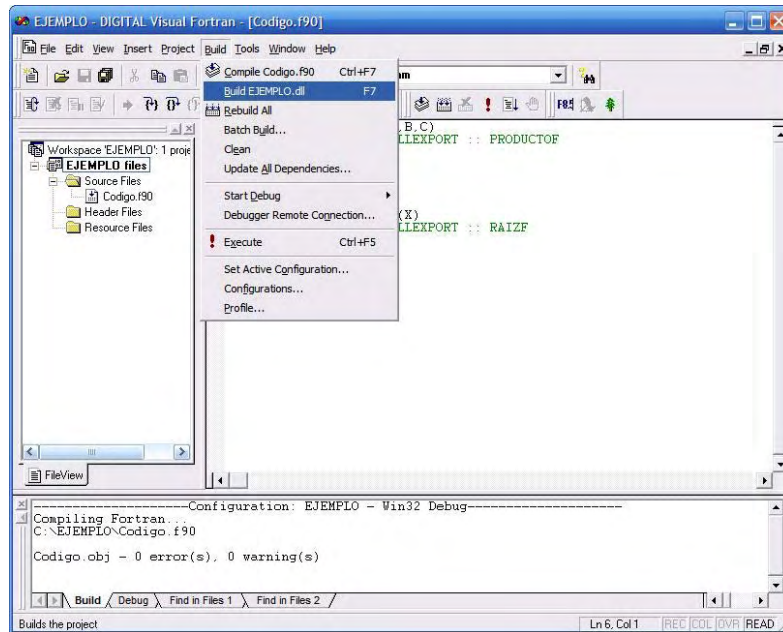 EJEMPLO - DIGITAL Visual Fortran - [Codigo.f90]
File Edit View Insert Project Build Tools Window Help
Compile Codigo.f90 Ctrl+F7
Build EJEMPLO.dll F7
Rebuild All
Batch Build...
Clean
Update All Dependencies...
Start Debug
Debugger Remote Connection...
Execute Ctrl+F5
Set Active Configuration...
Configurations...
Profile...
Workspace 'EJEMPLO': 1 proje
EJEMPLO files
Source Files
Codigo.f90
Header Files
Resource Files
FileView
,B,C)
LLEXPORT :: PRODUCTOF
(X)
LLEXPORT :: RAIZF
--------------------Configuration: EJEMPLO - Win32 Debug--------------------
Compiling Fortran...
C:\EJEMPLO\Codigo.f90
Codigo.obj - 0 error(s), 0 warning(s)
Build Debug Find in Files 1 Find in Files 2
Builds the project
Ln 6, Col 1 REC COL OVR READ